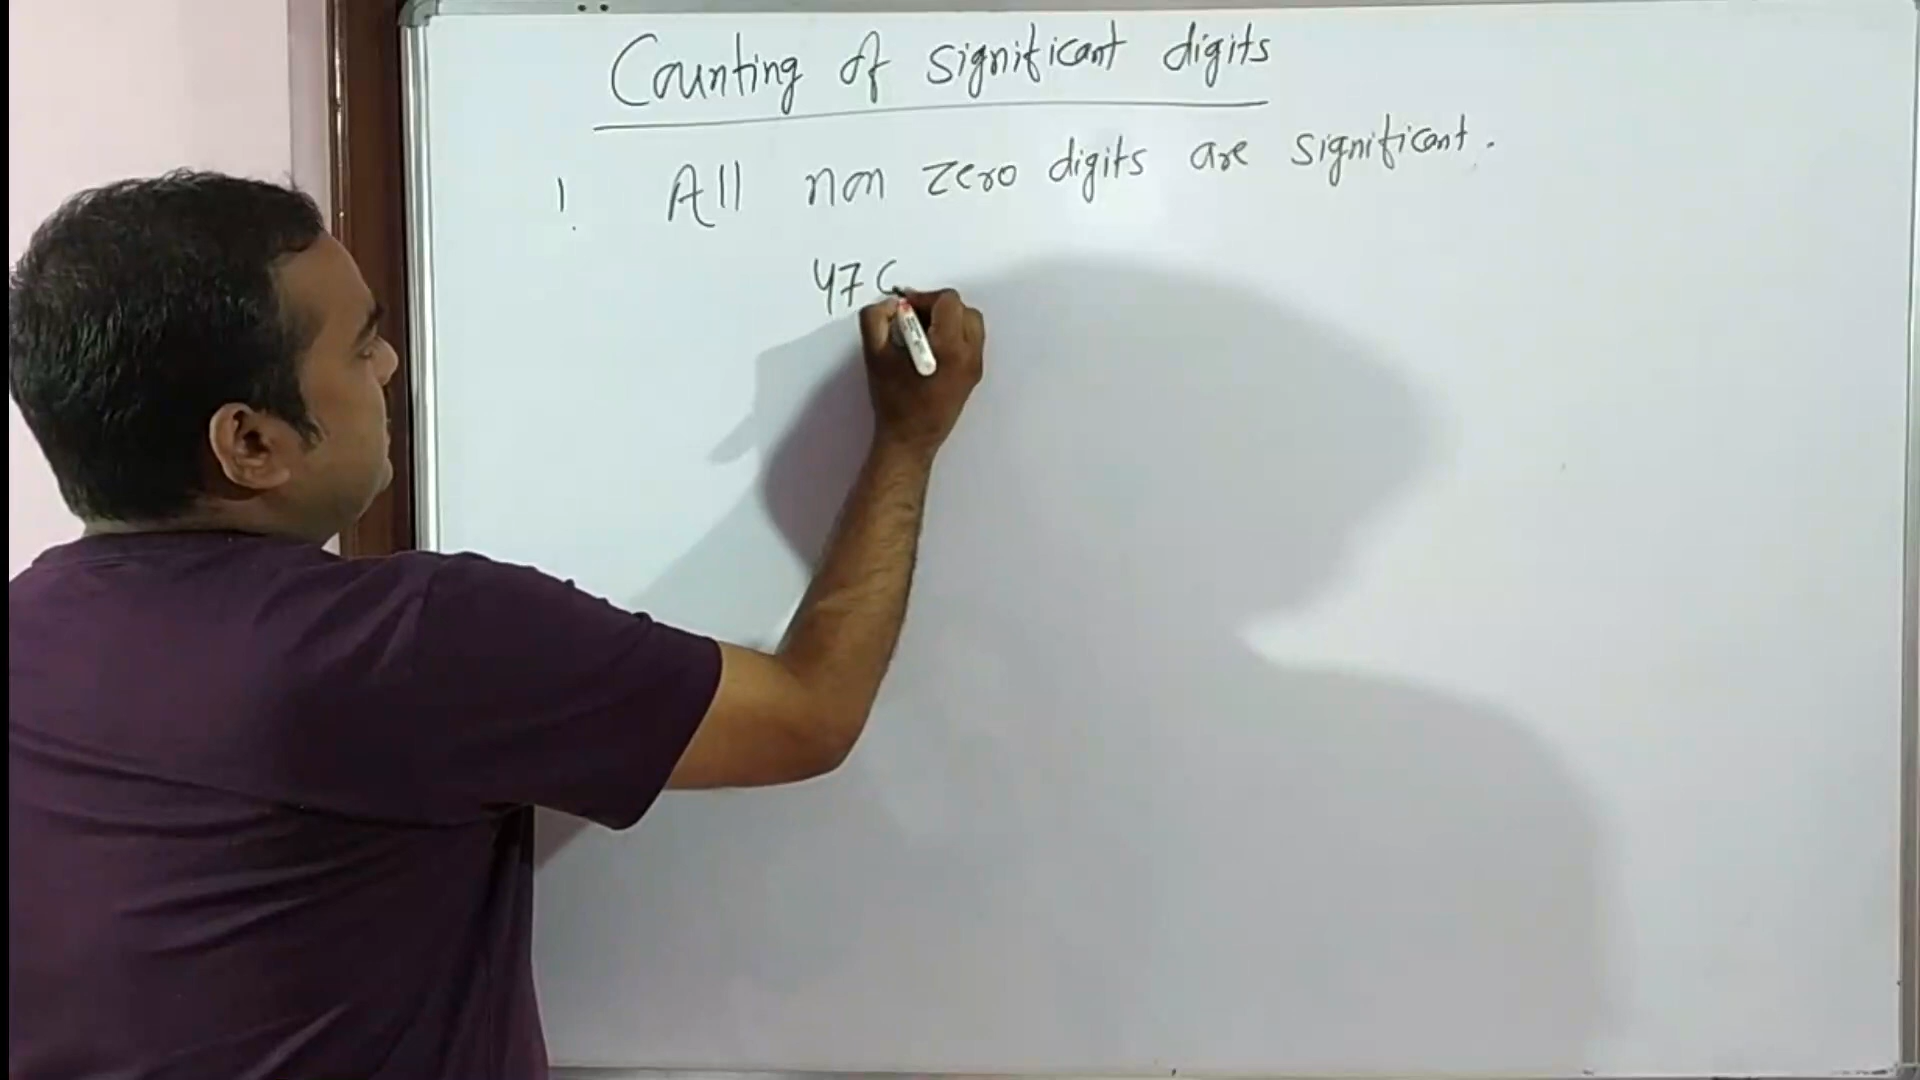 Counting of significant digits
1. All non zero digits are significant.
47